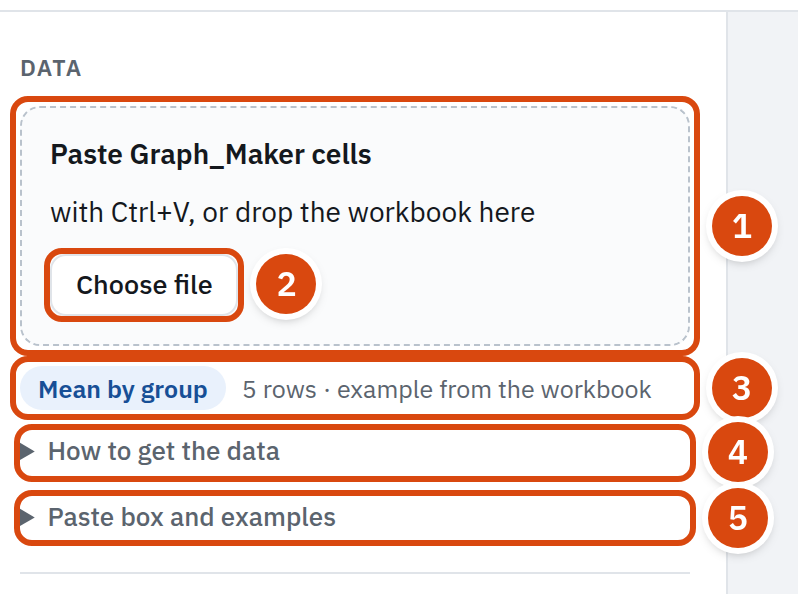 DATA
Paste Graph_Maker cells
with Ctrl+V, or drop the workbook here
1
Choose file
2
Mean by group 5 rows · example from the workbook
3
How to get the data
4
Paste box and examples
5